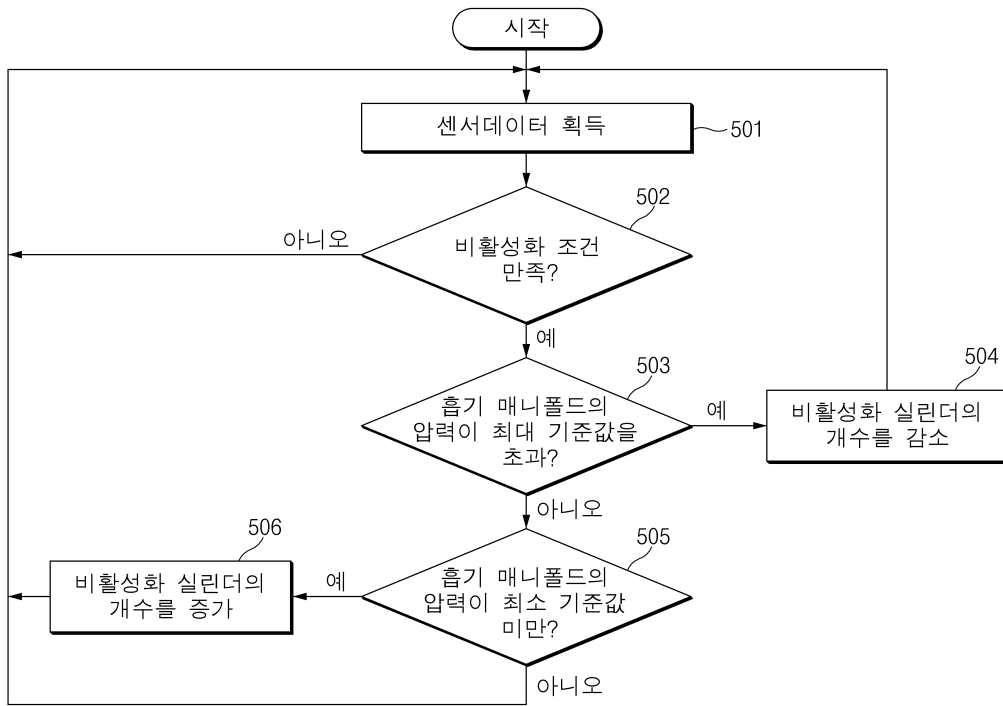 시작
센서데이터 획득
501
502
아니오
비활성화 조건
만족?
예
503
504
흡기 매니폴드의
압력이 최대 기준값을
초과?
예
비활성화 실린더의
개수를 감소
아니오
506
505
비활성화 실린더의
개수를 증가
예
흡기 매니폴드의
압력이 최소 기준값
미만?
아니오